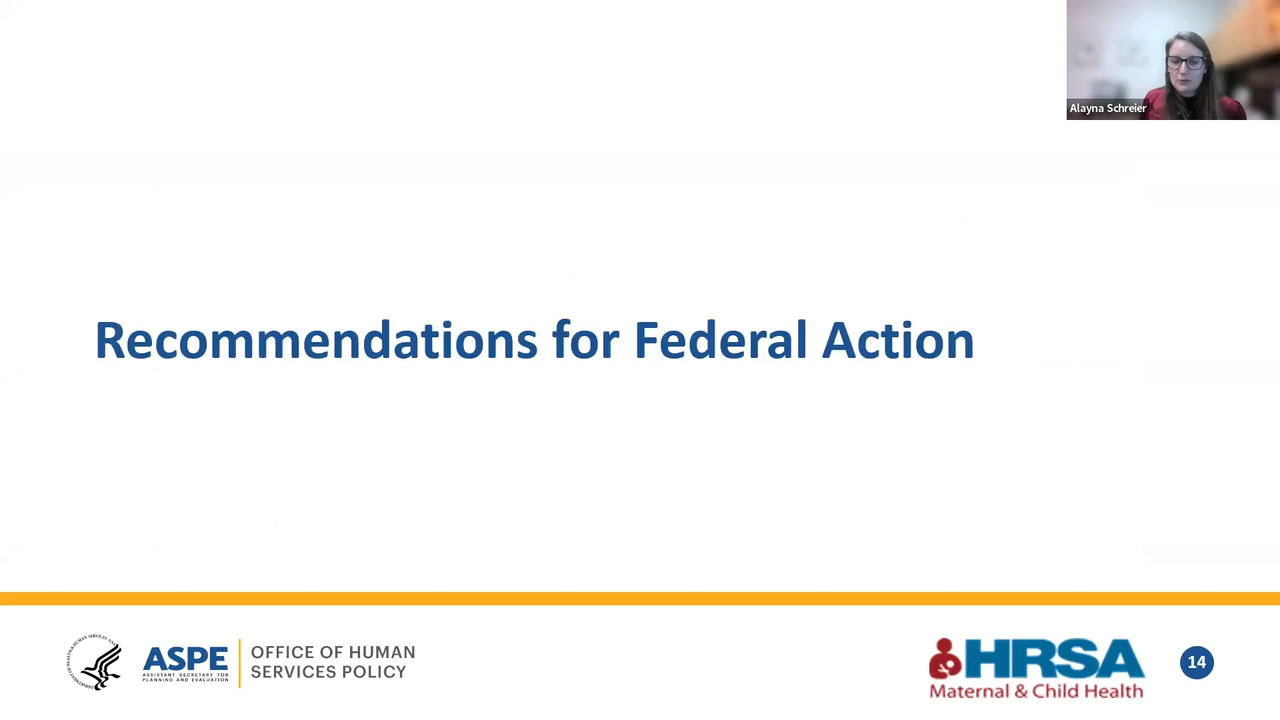 Alayna Schreier
Recommendations for Federal Action
ASPE
ASSISTANT SECRETARY FOR
PLANNING AND EVALUATION
OFFICE OF HUMAN
SERVICES POLICY
HRSA
Maternal & Child Health
14